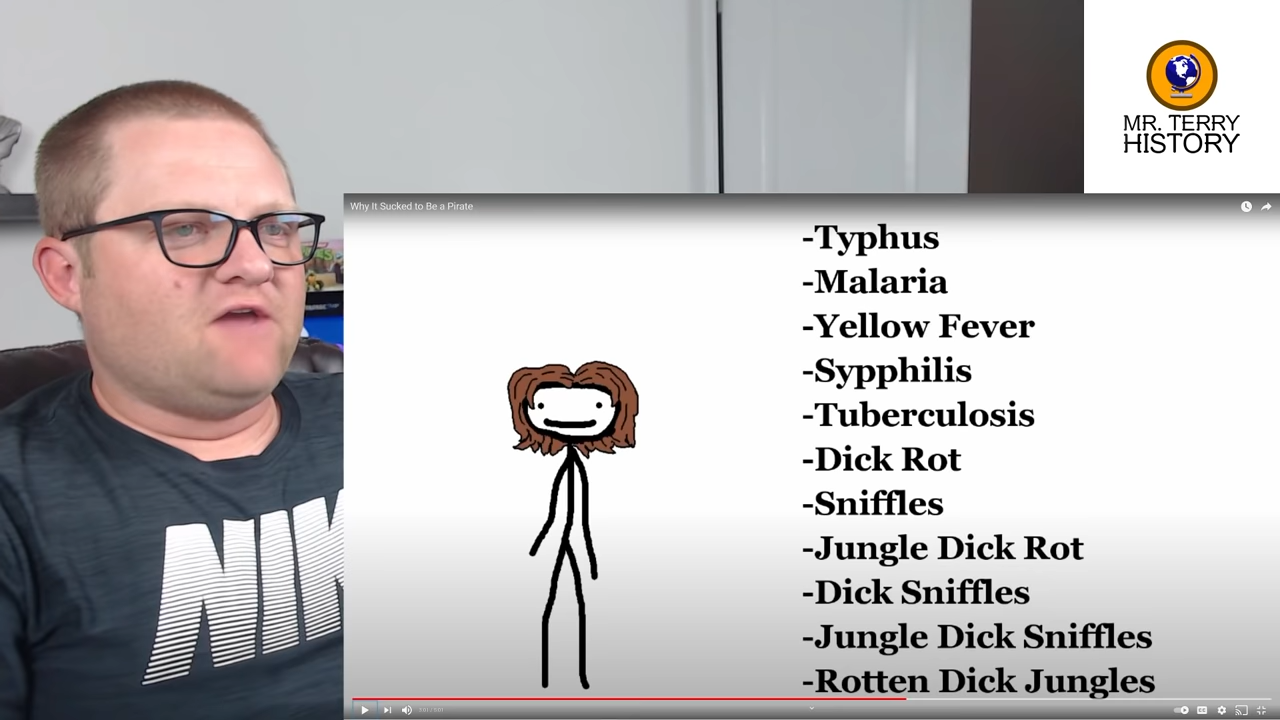 MR. TERRY
HISTORY
Why It Sucked to Be a Pirate
-Typhus
-Malaria
-Yellow Fever
-Sypphilis
-Tuberculosis
-Dick Rot
-Sniffles
-Jungle Dick Rot
-Dick Sniffles
-Jungle Dick Sniffles
-Rotten Dick Jungles